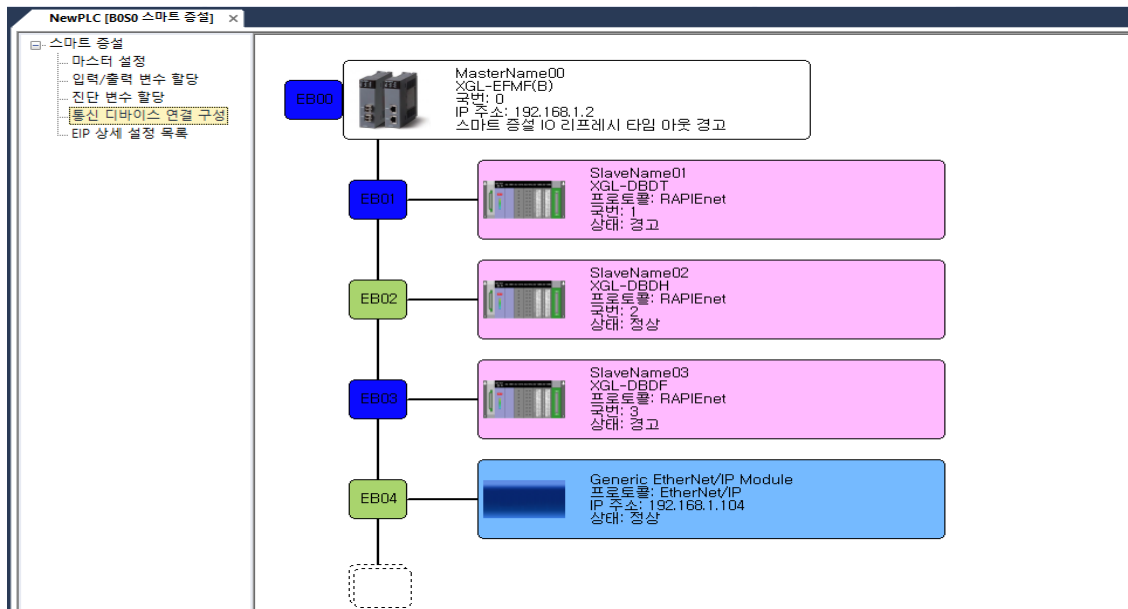 NewPLC [B0S0 스마트 증설] ×
스마트 증설
마스터 설정
입력/출력 변수 할당
진단 변수 할당
통신 디바이스 연결 구성
EIP 상세 설정 목록
EB00
MasterName00
XGL-EFMF(B)
국번: 0
IP 주소: 192.168.1.2
스마트 증설 IO 리프레시 타임 아웃 경고
EB01
SlaveName01
XGL-DBDT
프로토콜: RAPIEnet
국번: 1
상태: 경고
EB02
SlaveName02
XGL-DBDH
프로토콜: RAPIEnet
국번: 2
상태: 정상
EB03
SlaveName03
XGL-DBDF
프로토콜: RAPIEnet
국번: 3
상태: 경고
EB04
Generic EtherNet/IP Module
프로토콜: EtherNet/IP
IP 주소: 192.168.1.104
상태: 정상